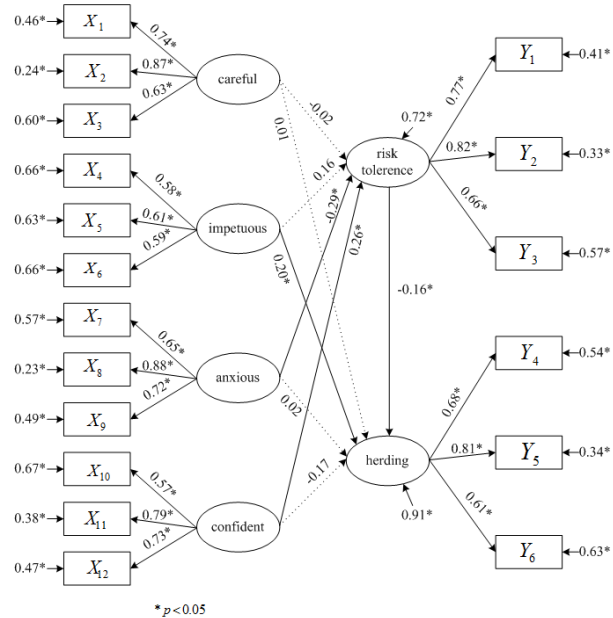 0.46*
X1
0.74*
0.24*
X2
0.87*
careful
0.60*
X3
0.63*
0.66*
X4
0.58*
0.63*
X5
0.61*
impetuous
0.66*
X6
0.59*
0.57*
X7
0.65*
0.23*
X8
0.88*
anxious
0.49*
X9
0.72*
0.67*
X10
0.57*
0.38*
X11
0.79*
confident
0.47*
X12
0.73*
-0.02
0.01
0.16
-0.29*
0.20*
0.26*
0.02
-0.17
0.72*
risk
tolerence
-0.16*
herding
0.91*
0.77*
Y1
0.41*
0.82*
Y2
0.33*
0.66*
Y3
0.57*
0.68*
Y4
0.54*
0.81*
Y5
0.34*
0.61*
Y6
0.63*
* p<0.05